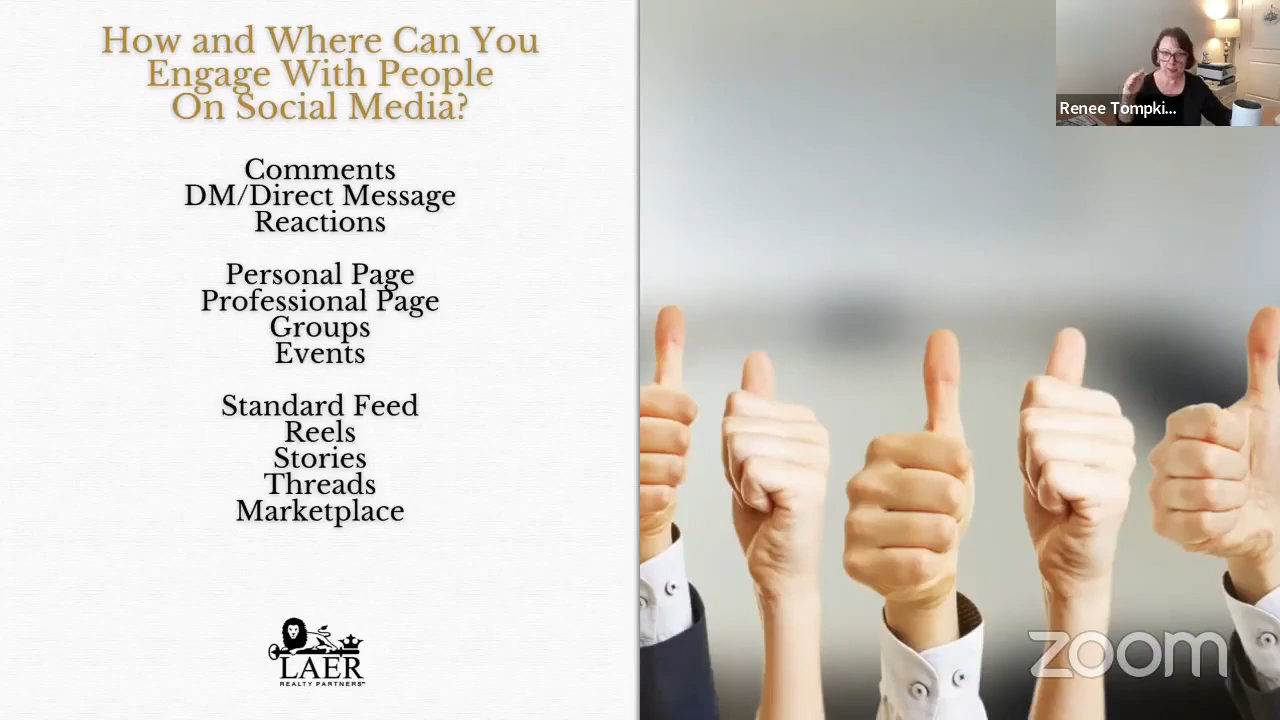 How and Where Can You
Engage With People
On Social Media?
Comments
DM/Direct Message
Reactions
Personal Page
Professional Page
Groups
Events
Standard Feed
Reels
Stories
Threads
Marketplace
LAER
REALTY PARTNERS
Renee Tompki...
zoom